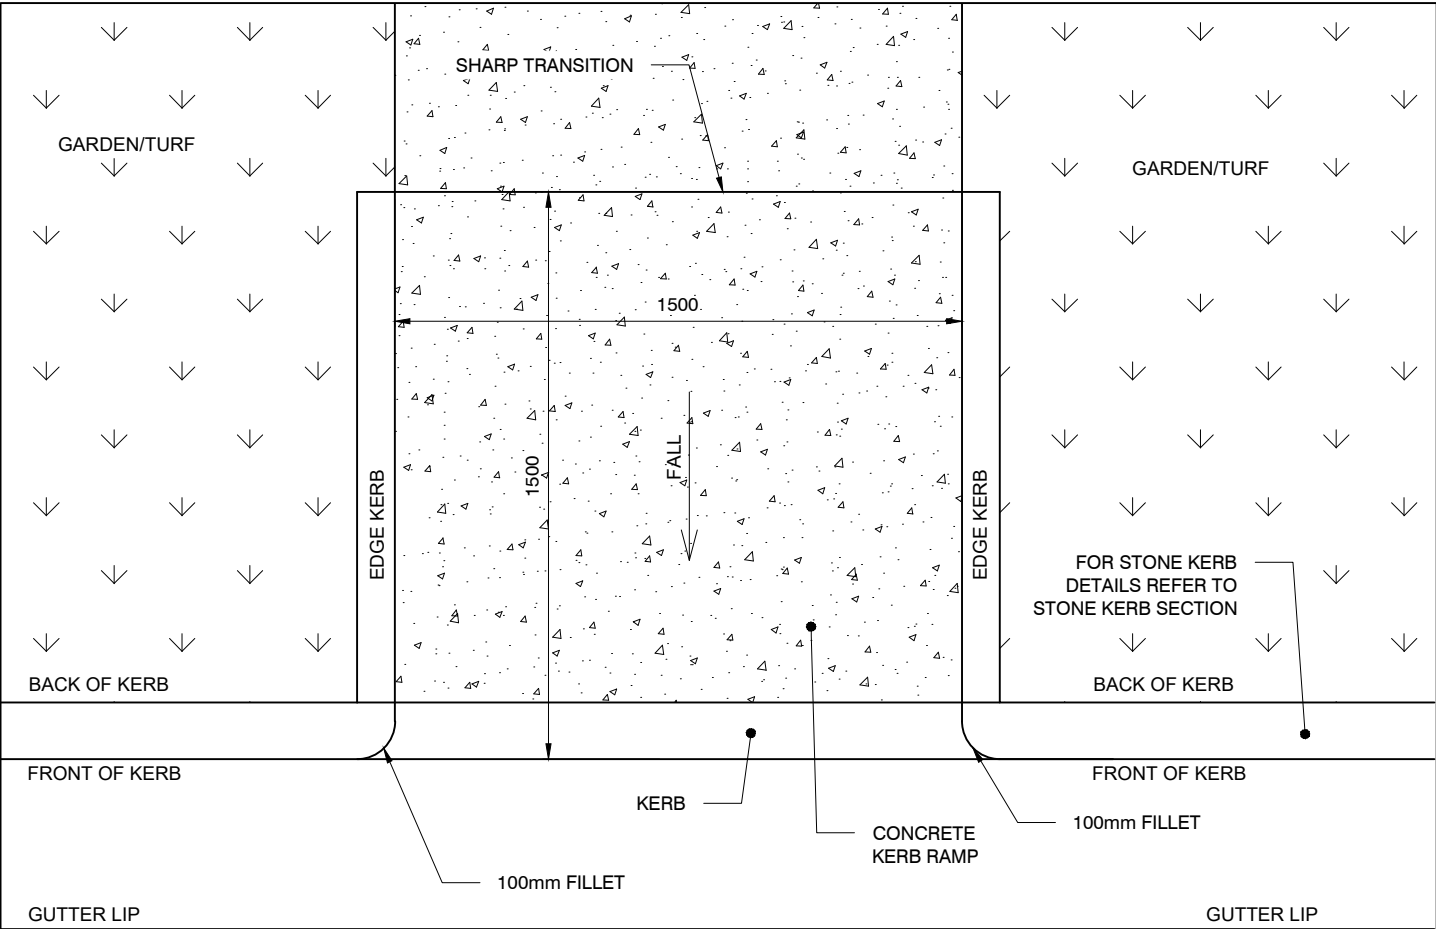 SHARP TRANSITION
GARDEN/TURF
GARDEN/TURF
1500
1500
FALL
EDGE KERB
EDGE KERB
FOR STONE KERB
DETAILS REFER TO
STONE KERB SECTION
BACK OF KERB
BACK OF KERB
FRONT OF KERB
FRONT OF KERB
KERB
CONCRETE
KERB RAMP
100mm FILLET
100mm FILLET
GUTTER LIP
GUTTER LIP